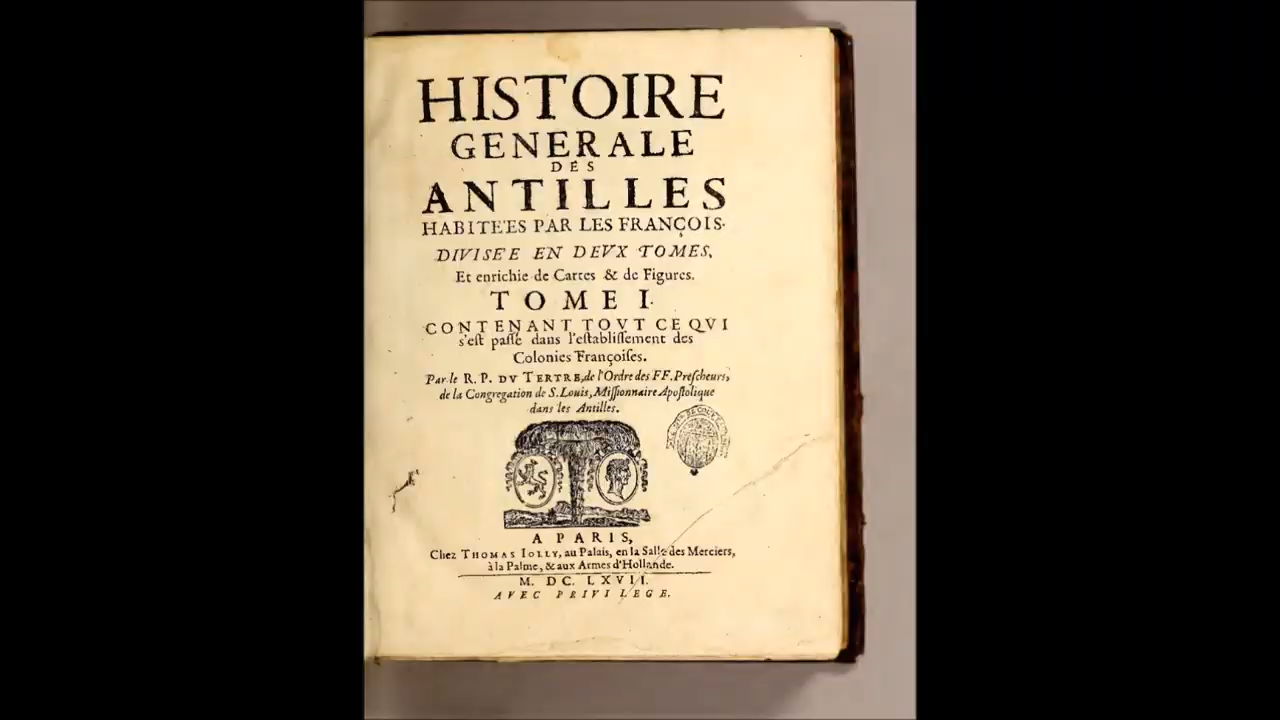 HISTOIRE
GENERALE
DES
ANTILLES
HABITE'ES PAR LES FRANÇOIS.
DIVISE'E EN DEVX TOMES,
Et enrichie de Cartes & de Figures.
TOME I.
CONTENANT TOVT CE QVI
s'est passé dans l'establissement des
Colonies Françoises.
Par le R. P. DV TERTRE, de l'Ordre des FF. Prescheurs,
de la Congregation de S. Louis, Missionnaire Apostolique
dans les Antilles.
A PARIS,
Chez THOMAS IOLLY, au Palais, en la Salle des Merciers,
à la Palme, & aux Armes d'Hollande.
M. DC. LXVII.
AVEC PRIVILEGE.